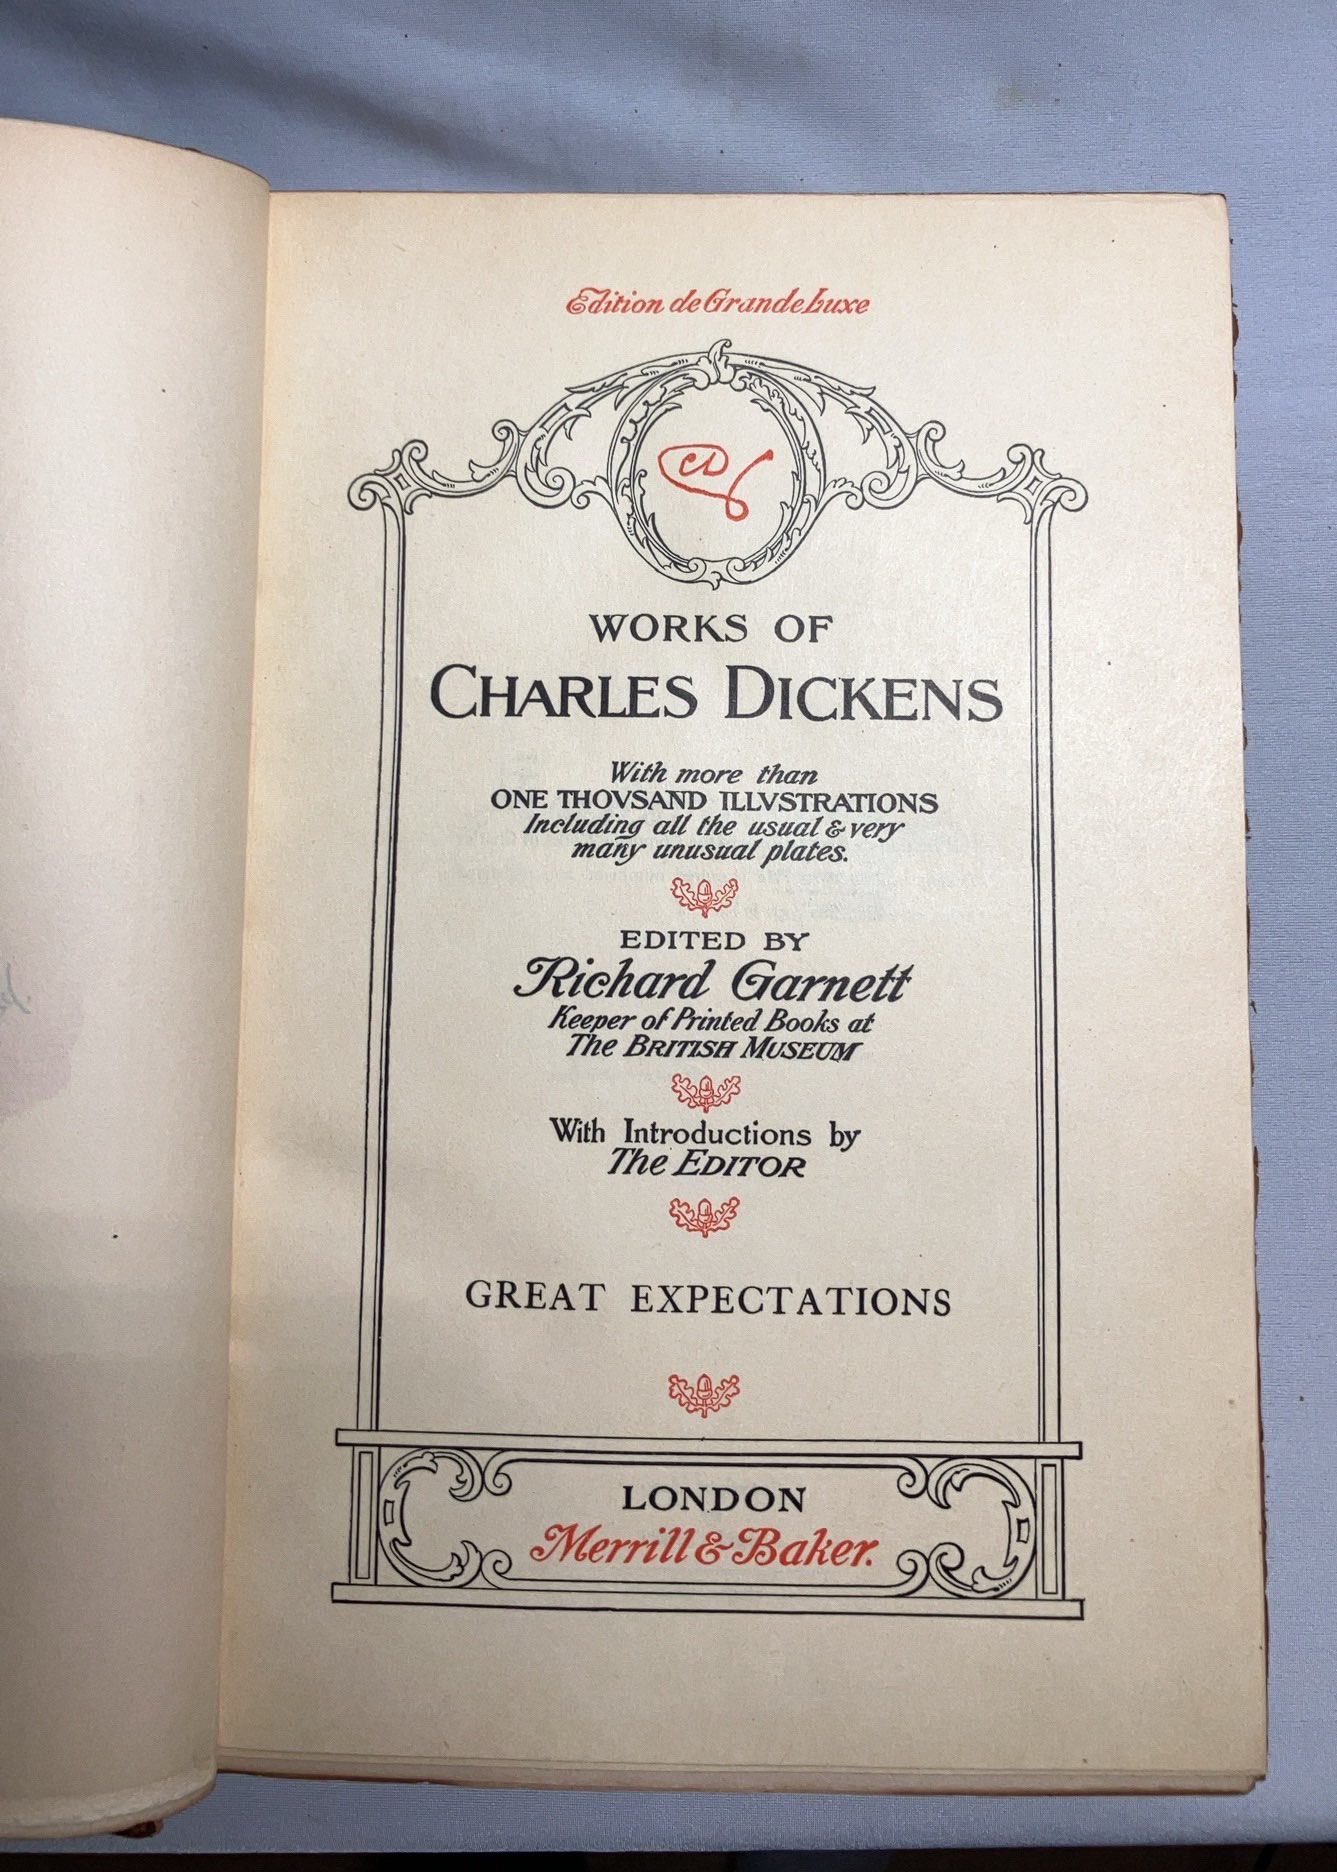 Edition de Grande Luxe
CD
WORKS OF
CHARLES DICKENS
With more than
ONE THOVSAND ILLVSTRATIONS
Including all the usual & very
many unusual plates.
EDITED BY
Richard Garnett
Keeper of Printed Books at
The BRITISH MUSEUM
With Introductions by
The EDITOR
GREAT EXPECTATIONS
LONDON
Merrill & Baker.